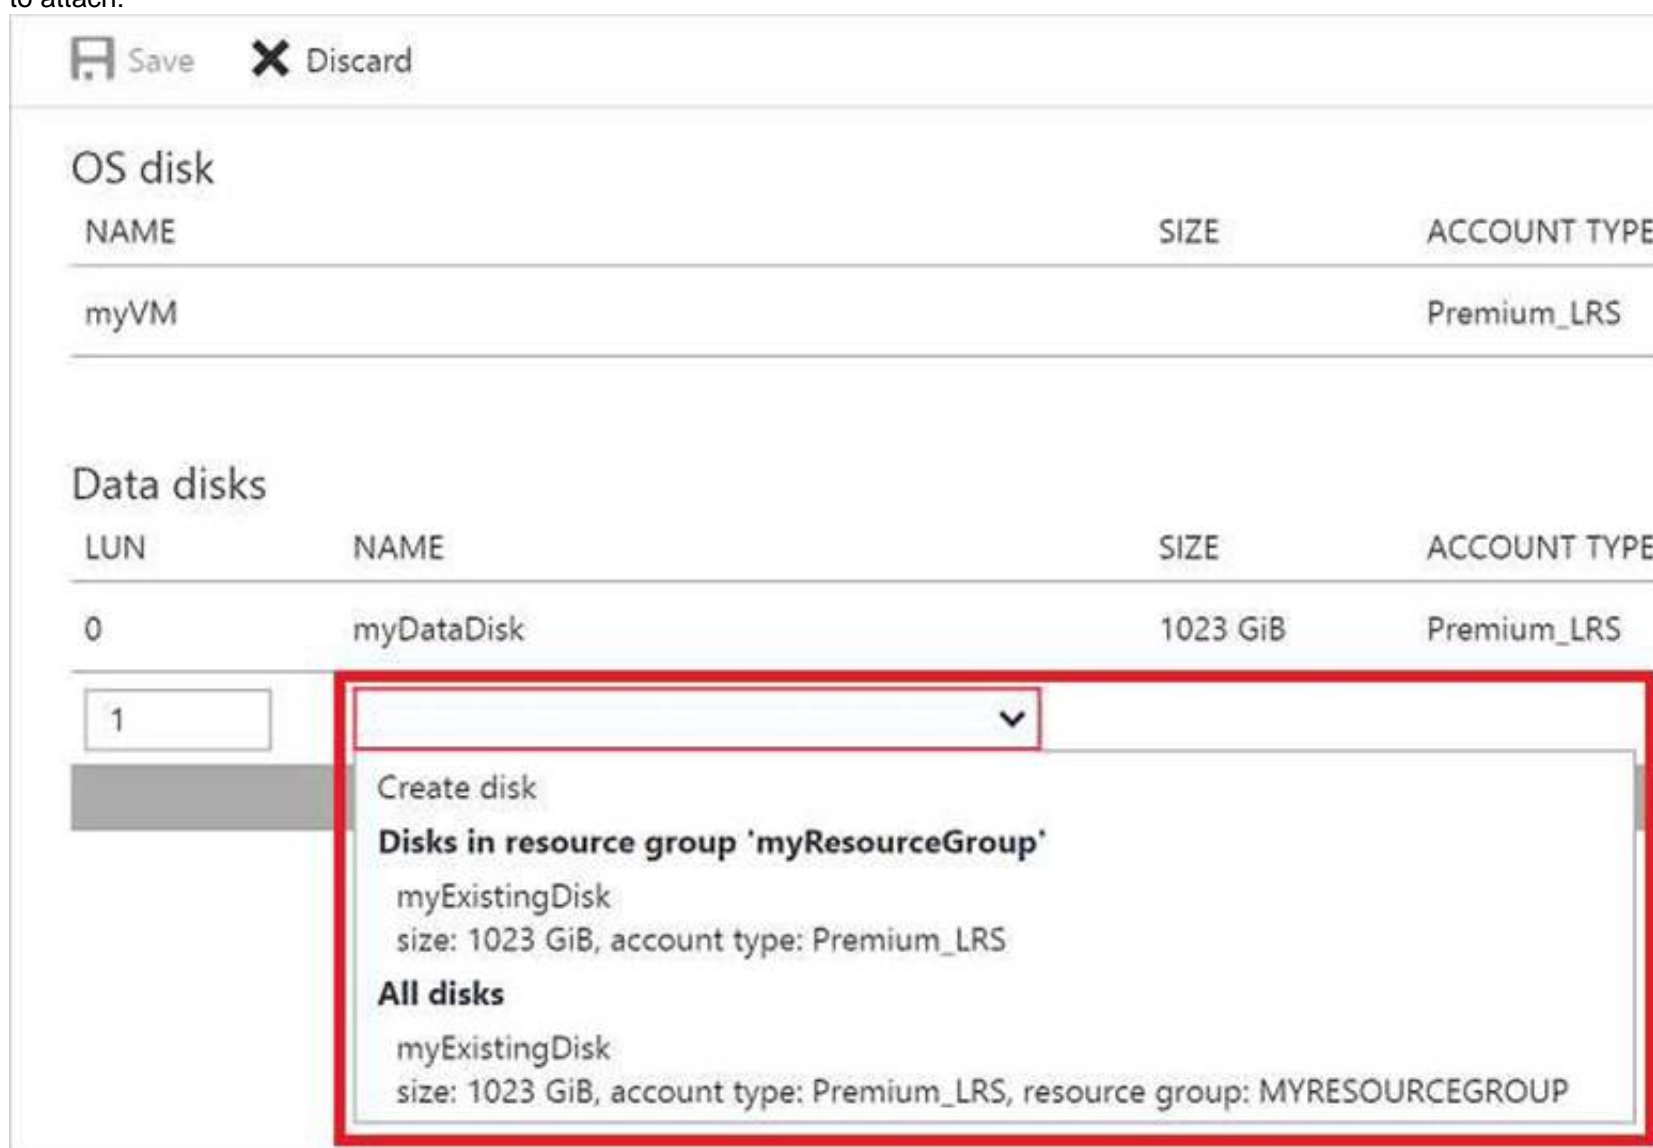 to attach.
Save Discard
OS disk
NAME SIZE ACCOUNT TYPE
myVM Premium_LRS
Data disks
LUN NAME SIZE ACCOUNT TYPE
0 myDataDisk 1023 GiB Premium_LRS
1
Create disk
Disks in resource group 'myResourceGroup'
myExistingDisk
size: 1023 GiB, account type: Premium_LRS
All disks
myExistingDisk
size: 1023 GiB, account type: Premium_LRS, resource group: MYRESOURCEGROUP